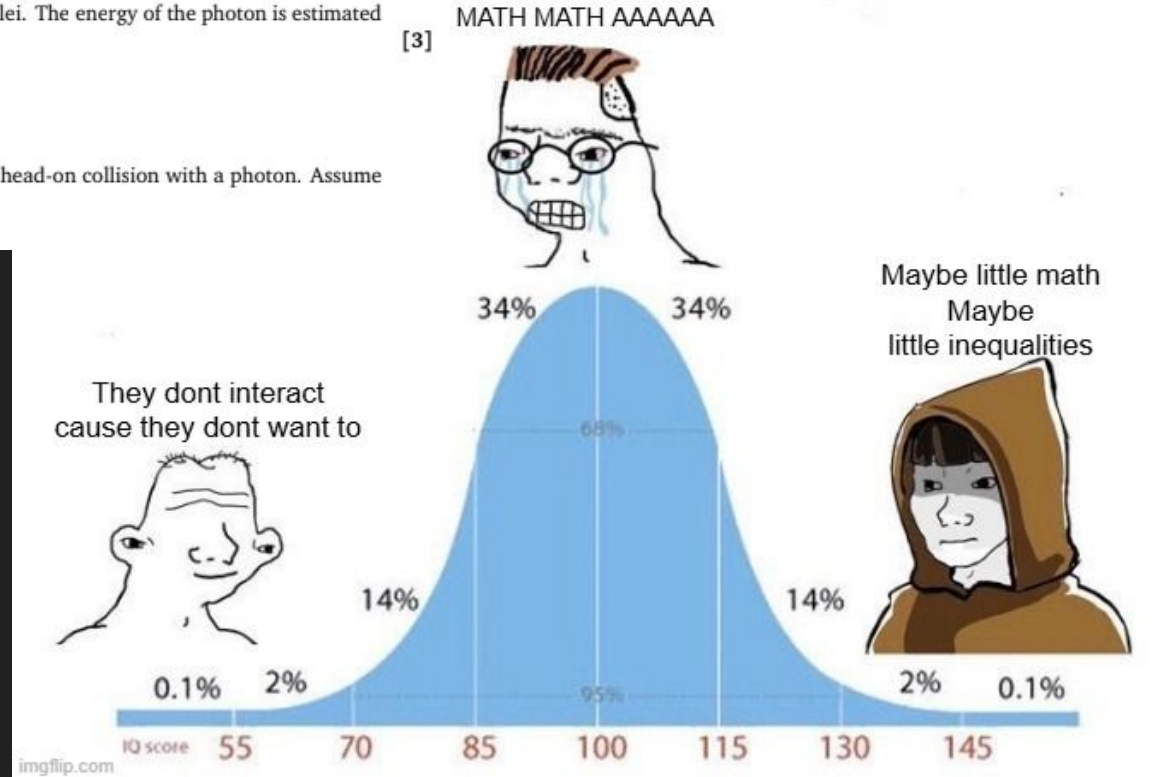 lei. The energy of the photon is estimated
[3]
head-on collision with a photon. Assume
MATH MATH AAAAAA
34%
34%
Maybe little math
Maybe
little inequalities
They dont interact
cause they dont want to
68%
14%
14%
0.1%
2%
95%
2%
0.1%
IQ score
55
70
85
100
115
130
145
imgflip.com